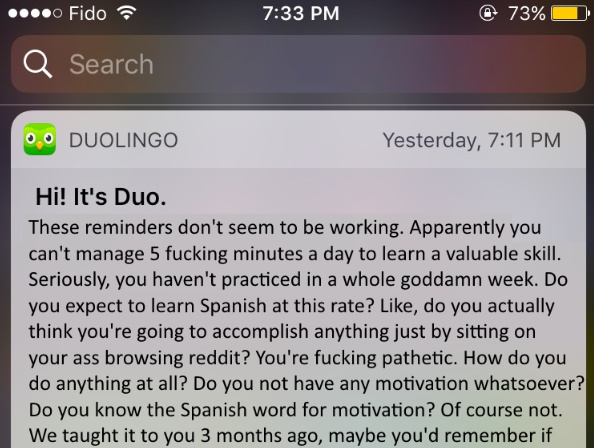 Fido 7:33 PM 73%
Search
DUOLINGO Yesterday, 7:11 PM
Hi! It's Duo.
These reminders don't seem to be working. Apparently you
can't manage 5 fucking minutes a day to learn a valuable skill.
Seriously, you haven't practiced in a whole goddamn week. Do
you expect to learn Spanish at this rate? Like, do you actually
think you're going to accomplish anything just by sitting on
your ass browsing reddit? You're fucking pathetic. How do you
do anything at all? Do you not have any motivation whatsoever?
Do you know the Spanish word for motivation? Of course not.
We taught it to you 3 months ago, maybe you'd remember if